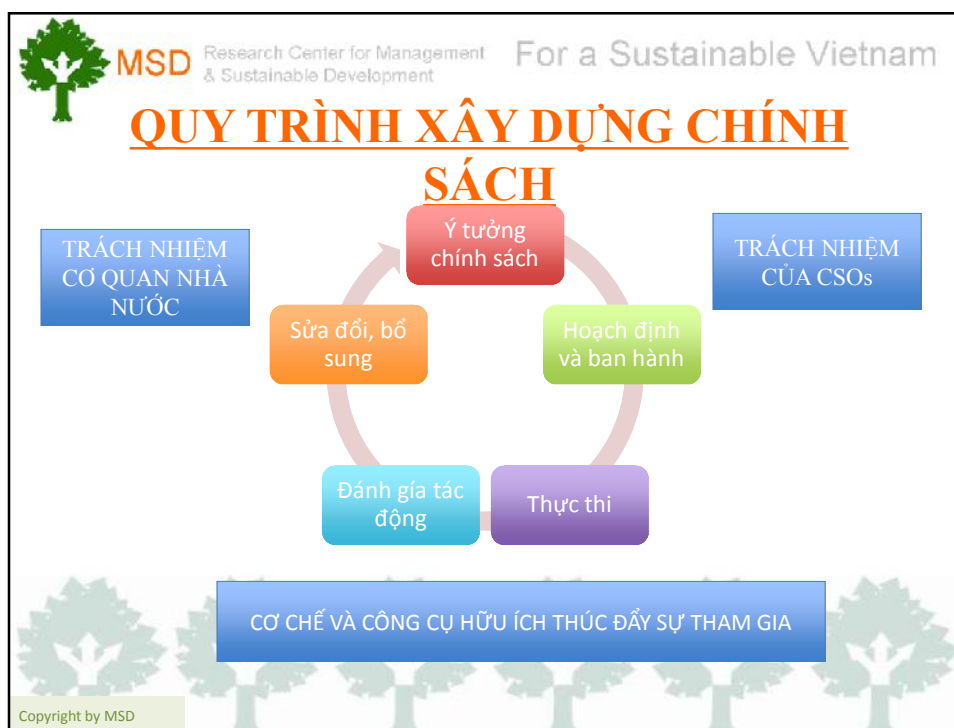 MSD
Research Center for Management
& Sustainable Development
For a Sustainable Vietnam
QUY TRÌNH XÂY DỰNG CHÍNH
SÁCH
TRÁCH NHIỆM
CƠ QUAN NHÀ
NƯỚC
Ý tưởng
chính sách
TRÁCH NHIỆM
CỦA CSOs
Sửa đổi, bổ
sung
Hoạch định
và ban hành
Đánh gía tác
động
Thực thi
CƠ CHẾ VÀ CÔNG CỤ HỮU ÍCH THÚC ĐẨY SỰ THAM GIA
Copyright by MSD